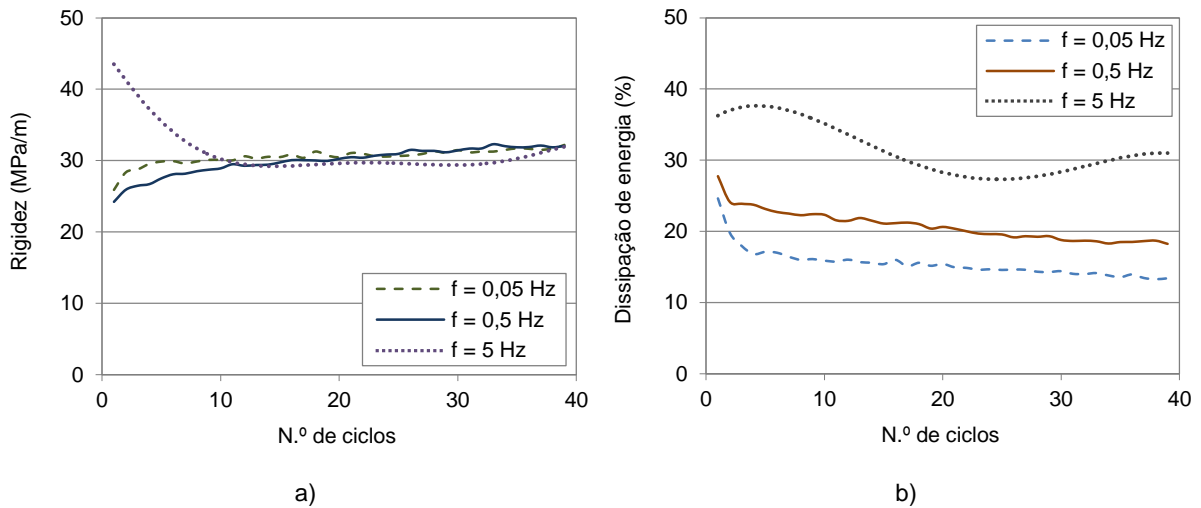 50
40
30
20
10
0
Rigidez (MPa/m)
f = 0,05 Hz
f = 0,5 Hz
f = 5 Hz
0 10 20 30 40
N.º de ciclos
a)
50
40
30
20
10
0
Dissipação de energia (%)
f = 0,05 Hz
f = 0,5 Hz
f = 5 Hz
0 10 20 30 40
N.º de ciclos
b)